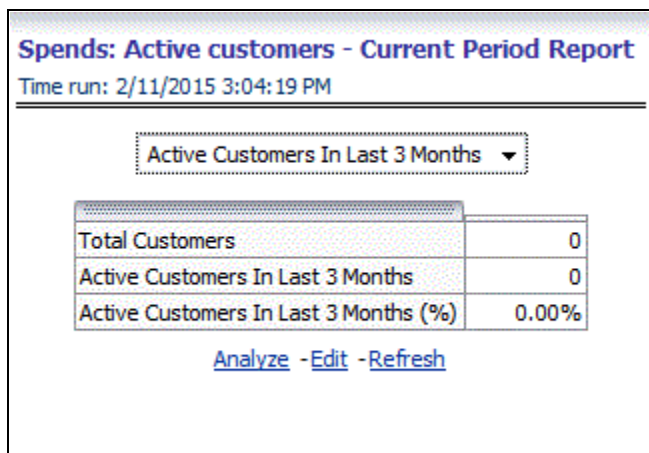 Spends: Active customers - Current Period Report
Time run: 2/11/2015 3:04:19 PM
Active Customers In Last 3 Months
Total Customers 0
Active Customers In Last 3 Months 0
Active Customers In Last 3 Months (%) 0.00%
Analyze - Edit - Refresh